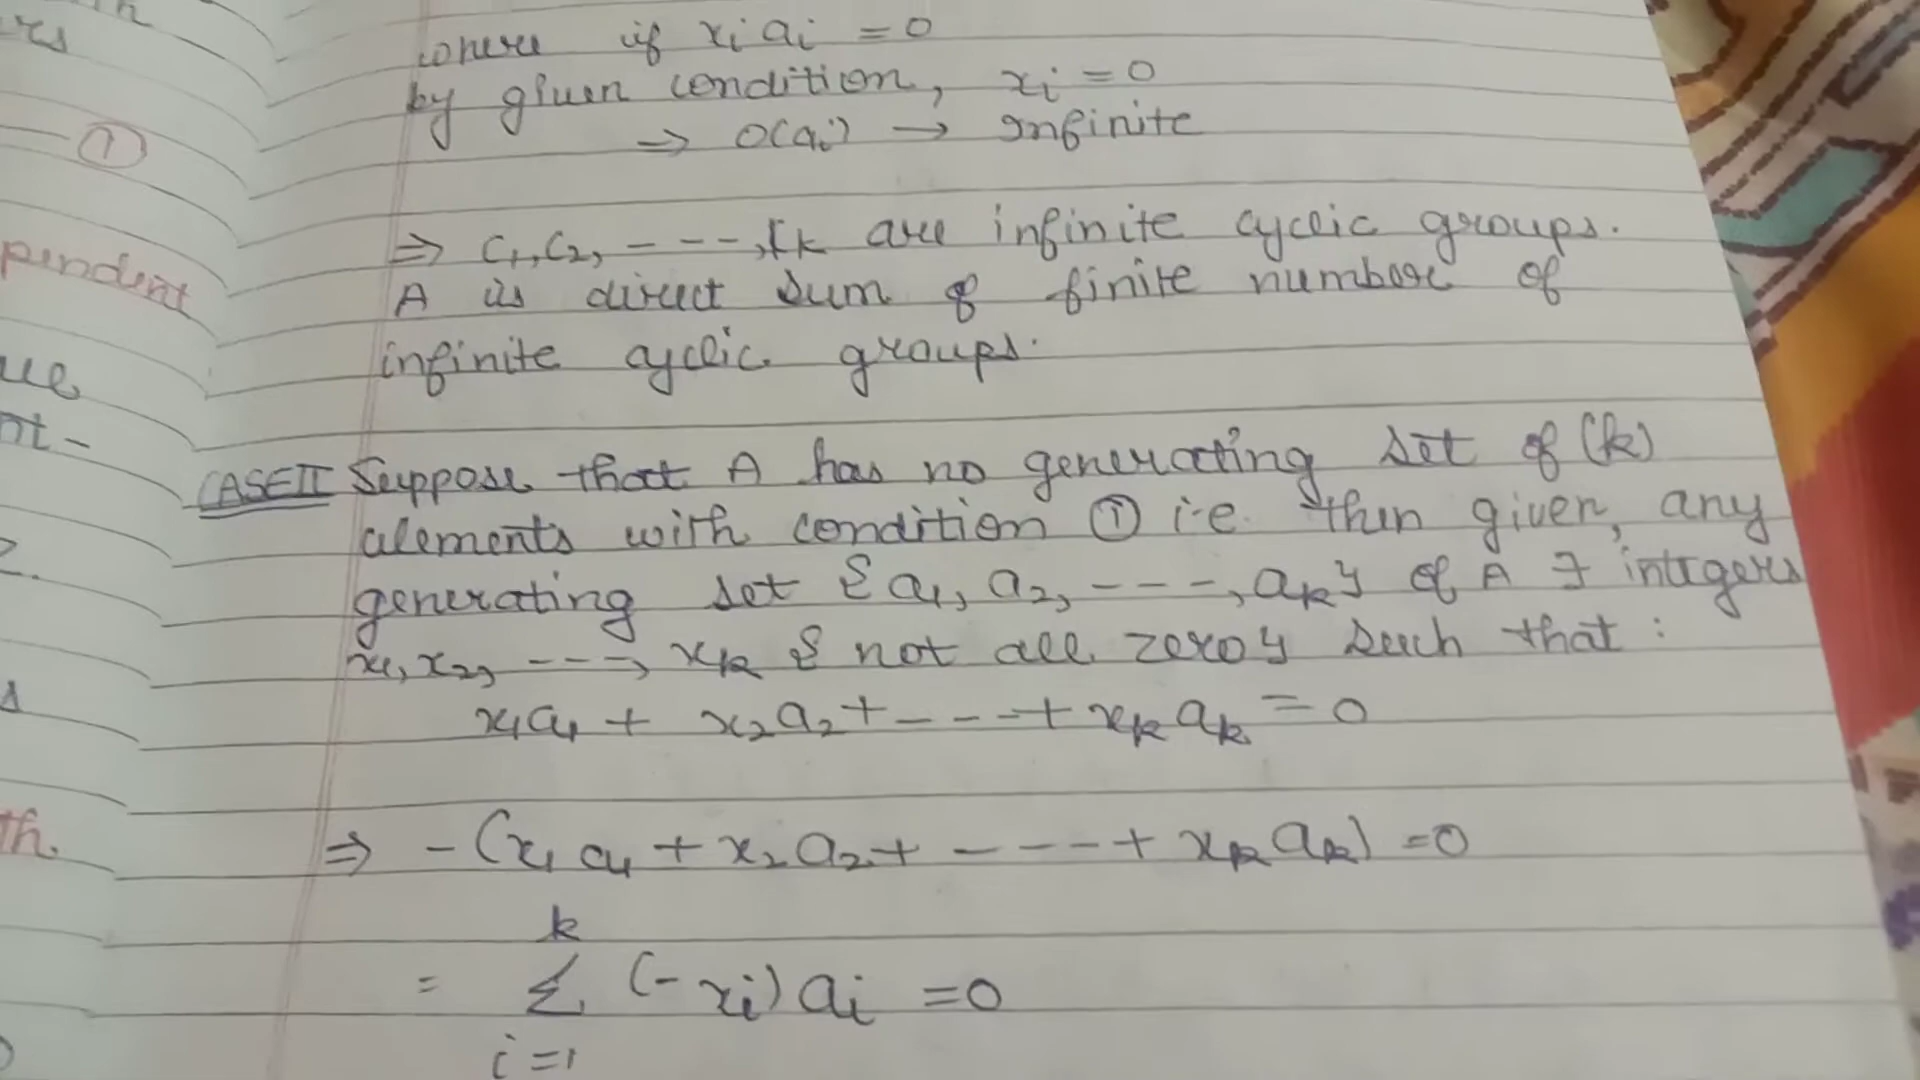 where if xᵢaᵢ = 0
by given condition, xᵢ = 0
⇒ O(aᵢ) → Infinite
①
pendent
⇒ C₁, C₂, ----, Cₖ are infinite cyclic groups.
A is direct sum of finite number of
infinite cyclic groups.
CASE II Suppose that A has no generating set of (k)
elements with condition ① i.e. then given, any
generating set {a₁, a₂, ----, aₖ} of A ∃ integers
x₁, x₂, ---, xₖ {not all zero} such that :
x₁a₁ + x₂a₂ + - - - + xₖaₖ = 0
th.
⇒ -(x₁a₁ + x₂a₂ + - - - - + xₖaₖ) = 0
k
= Σ (-xᵢ)aᵢ = 0
i=1